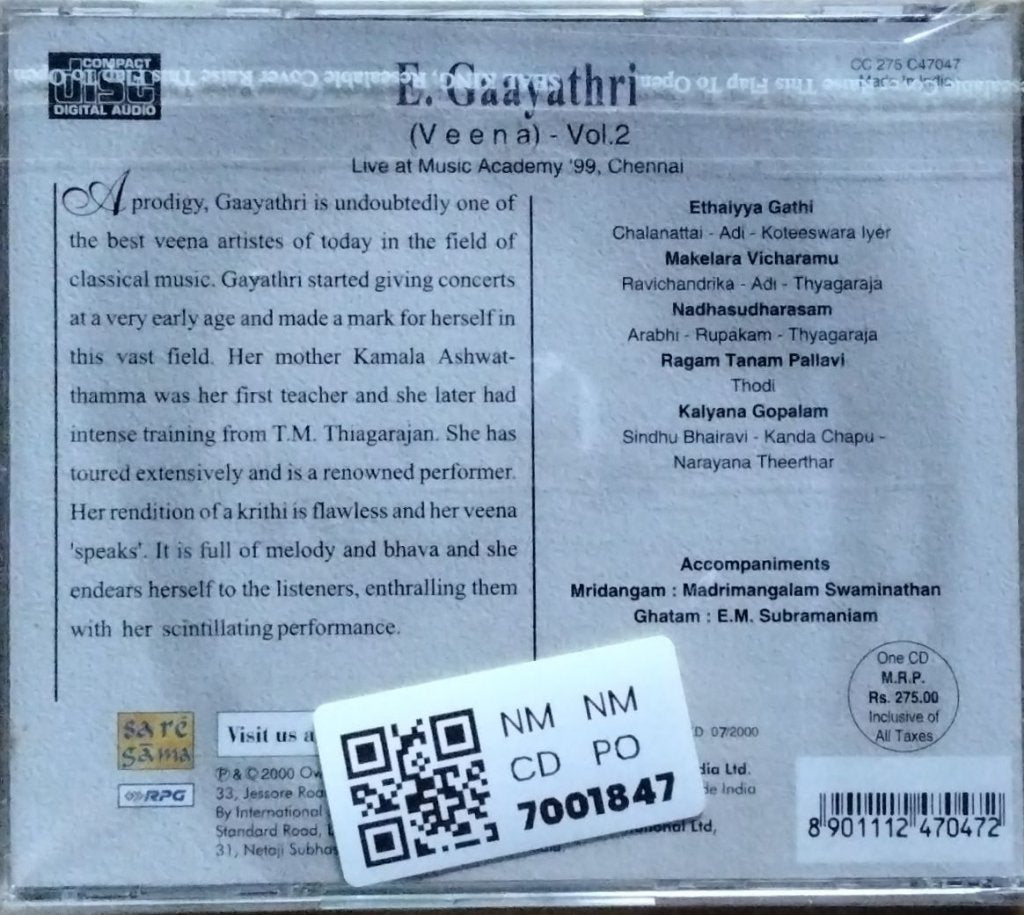 COMPACT
disc
DIGITAL AUDIO
E. Gaayathri
(Veena) - Vol.2
Live at Music Academy '99, Chennai
CC 275 C47047
Made in India
A prodigy, Gaayathri is undoubtedly one of
the best veena artistes of today in the field of
classical music. Gayathri started giving concerts
at a very early age and made a mark for herself in
this vast field. Her mother Kamala Ashwat-
thamma was her first teacher and she later had
intense training from T.M. Thiagarajan. She has
toured extensively and is a renowned performer.
Her rendition of a krithi is flawless and her veena
'speaks'. It is full of melody and bhava and she
endears herself to the listeners, enthralling them
with her scintillating performance.
Ethaiyya Gathi
Chalanattai - Adi - Koteeswara Iyer
Makelara Vicharamu
Ravichandrika - Adi - Thyagaraja
Nadhasudharasam
Arabhi - Rupakam - Thyagaraja
Ragam Tanam Pallavi
Thodi
Kalyana Gopalam
Sindhu Bhairavi - Kanda Chapu -
Narayana Theerthar
Accompaniments
Mridangam : Madrimangalam Swaminathan
Ghatam : E.M. Subramaniam
One CD
M.R.P.
Rs. 275.00
Inclusive of
All Taxes
sa re
gāma
RPG
Visit us a
07/2000
℗ & © 2000
33, Jessore
By International
Standard Road,
31, Netaji
Ltd.
India
Ltd,
NM NM
CD PO
7001847
8 901112 470472